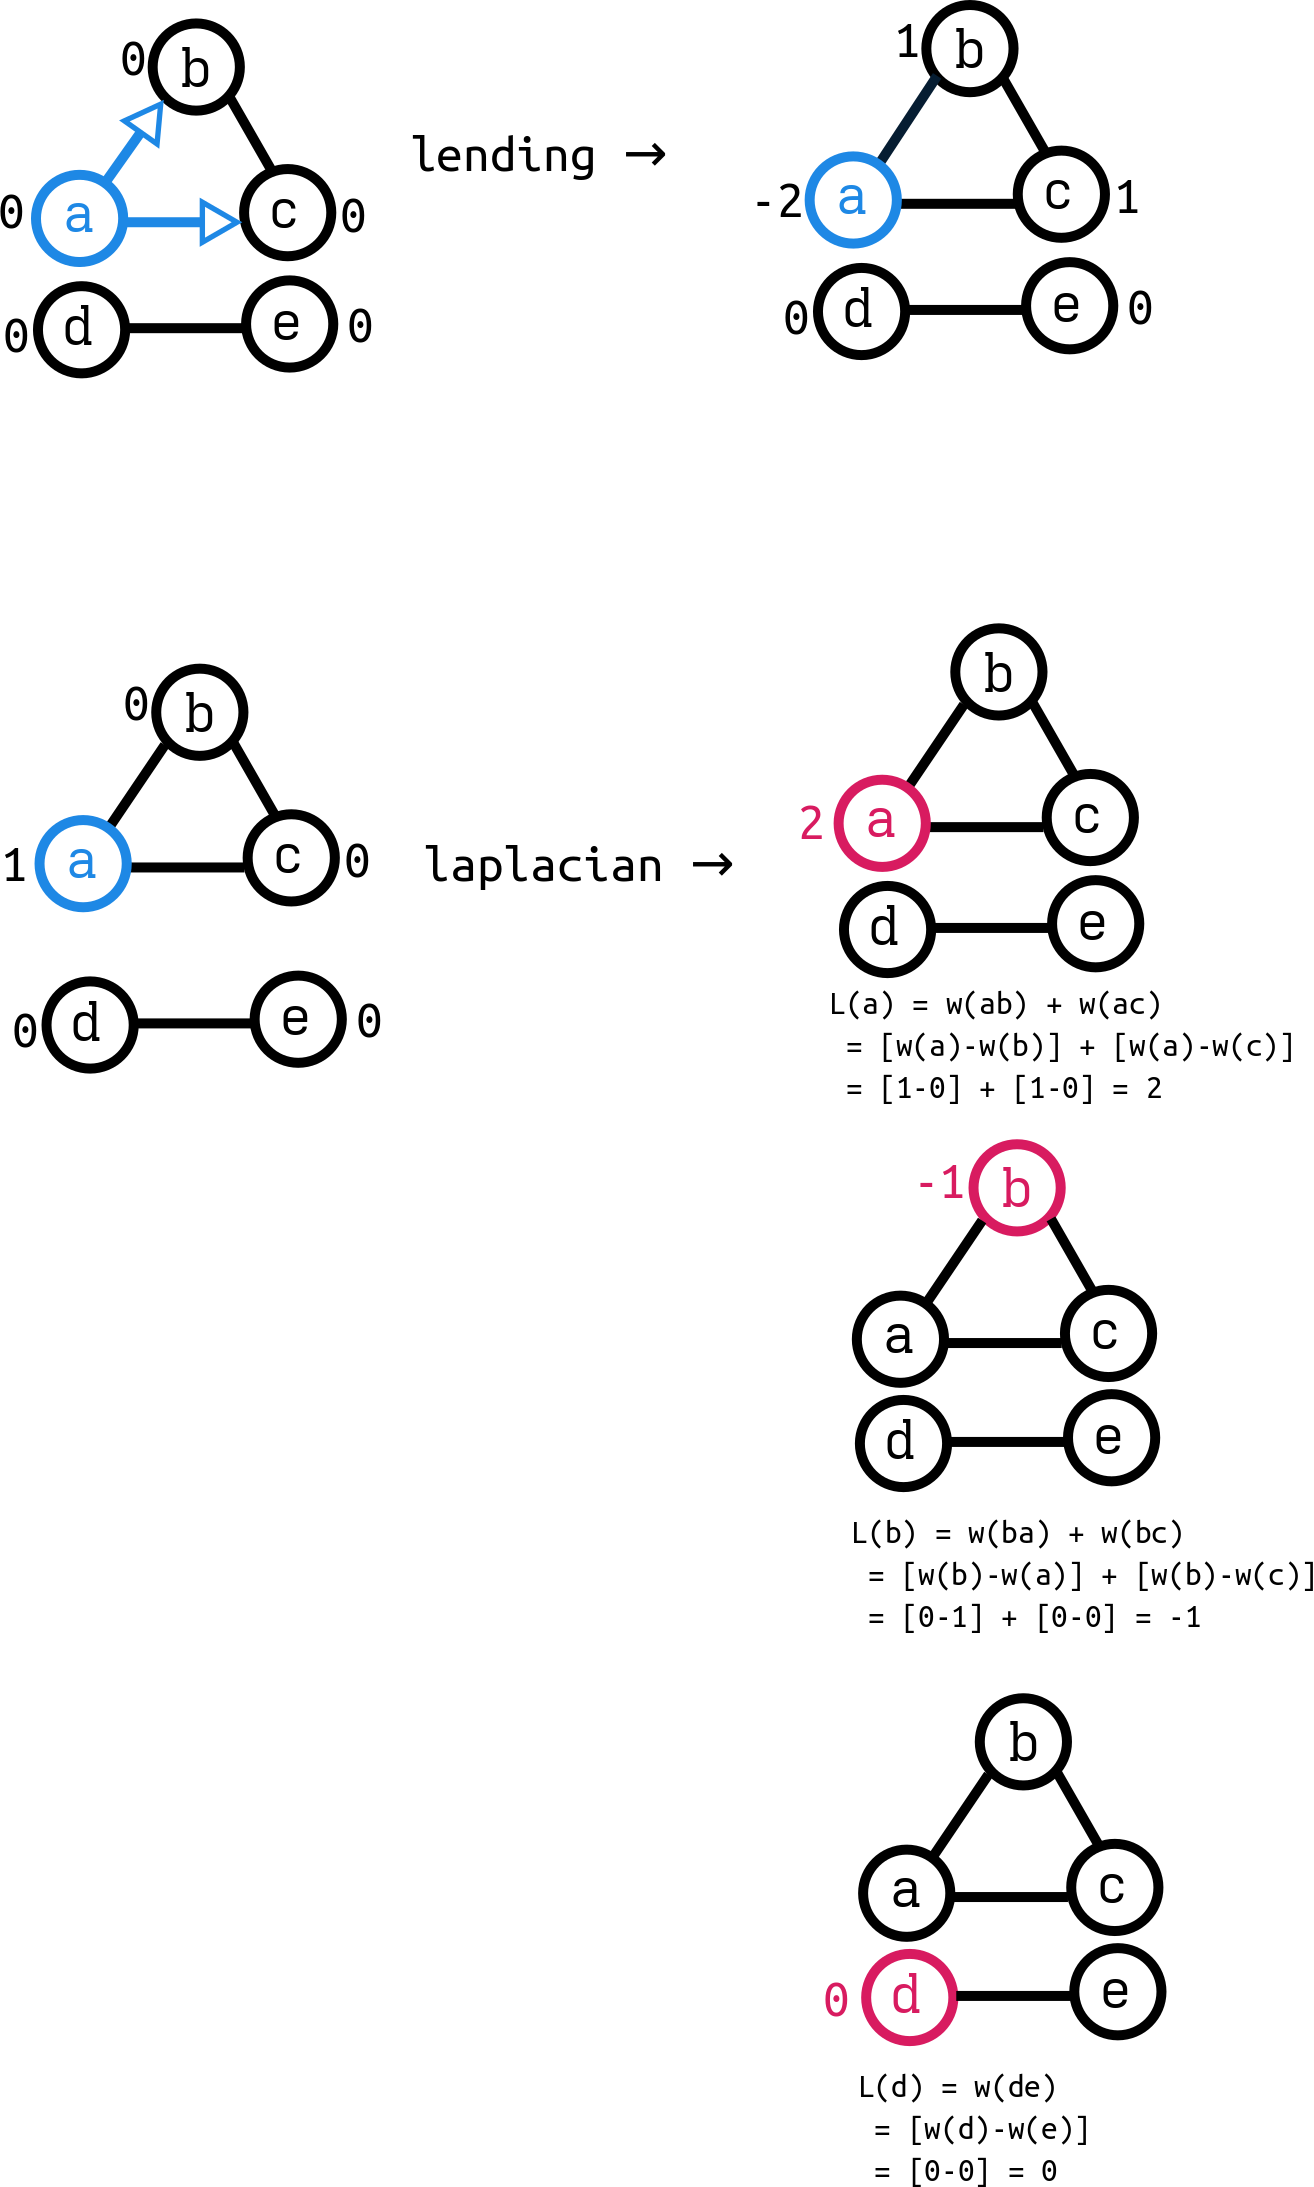 0 b
0 a c 0
0 d e 0
lending →
1 b
-2 a c 1
0 d e 0
0 b
1 a c 0
0 d e 0
laplacian →
b
2 a c
d e
L(a) = w(ab) + w(ac)
= [w(a)-w(b)] + [w(a)-w(c)]
= [1-0] + [1-0] = 2
-1 b
a c
d e
L(b) = w(ba) + w(bc)
= [w(b)-w(a)] + [w(b)-w(c)]
= [0-1] + [0-0] = -1
b
a c
0 d e
L(d) = w(de)
= [w(d)-w(e)]
= [0-0] = 0